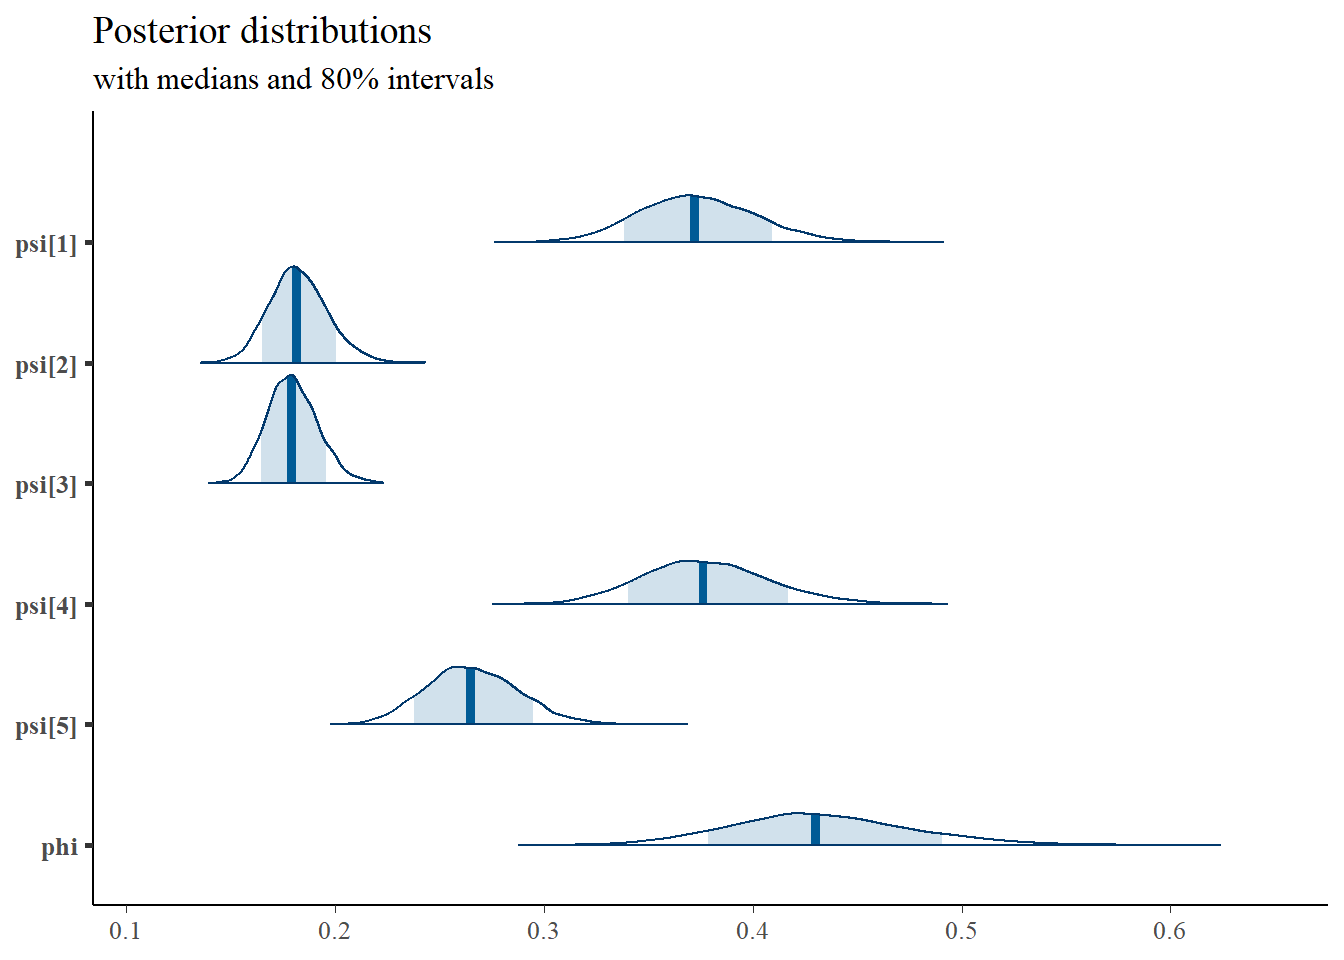 Posterior distributions
with medians and 80% intervals
psi[1]
psi[2]
psi[3]
psi[4]
psi[5]
phi
0.1 0.2 0.3 0.4 0.5 0.6